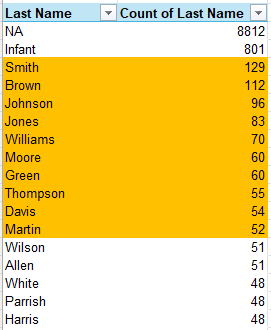 Last Name Count of Last Name
NA 8812
Infant 801
Smith 129
Brown 112
Johnson 96
Jones 83
Williams 70
Moore 60
Green 60
Thompson 55
Davis 54
Martin 52
Wilson 51
Allen 51
White 48
Parrish 48
Harris 48